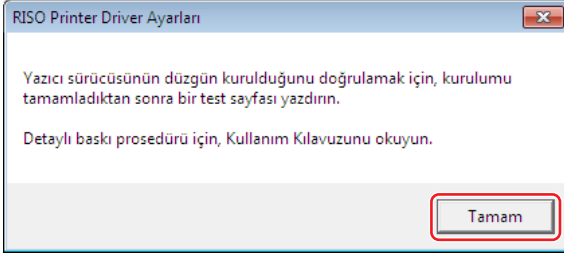 RISO Printer Driver Ayarları
Yazıcı sürücüsünün düzgün kurulduğunu doğrulamak için, kurulumu
tamamladıktan sonra bir test sayfası yazdırın.
Detaylı baskı prosedürü için, Kullanım Kılavuzunu okuyun.
Tamam